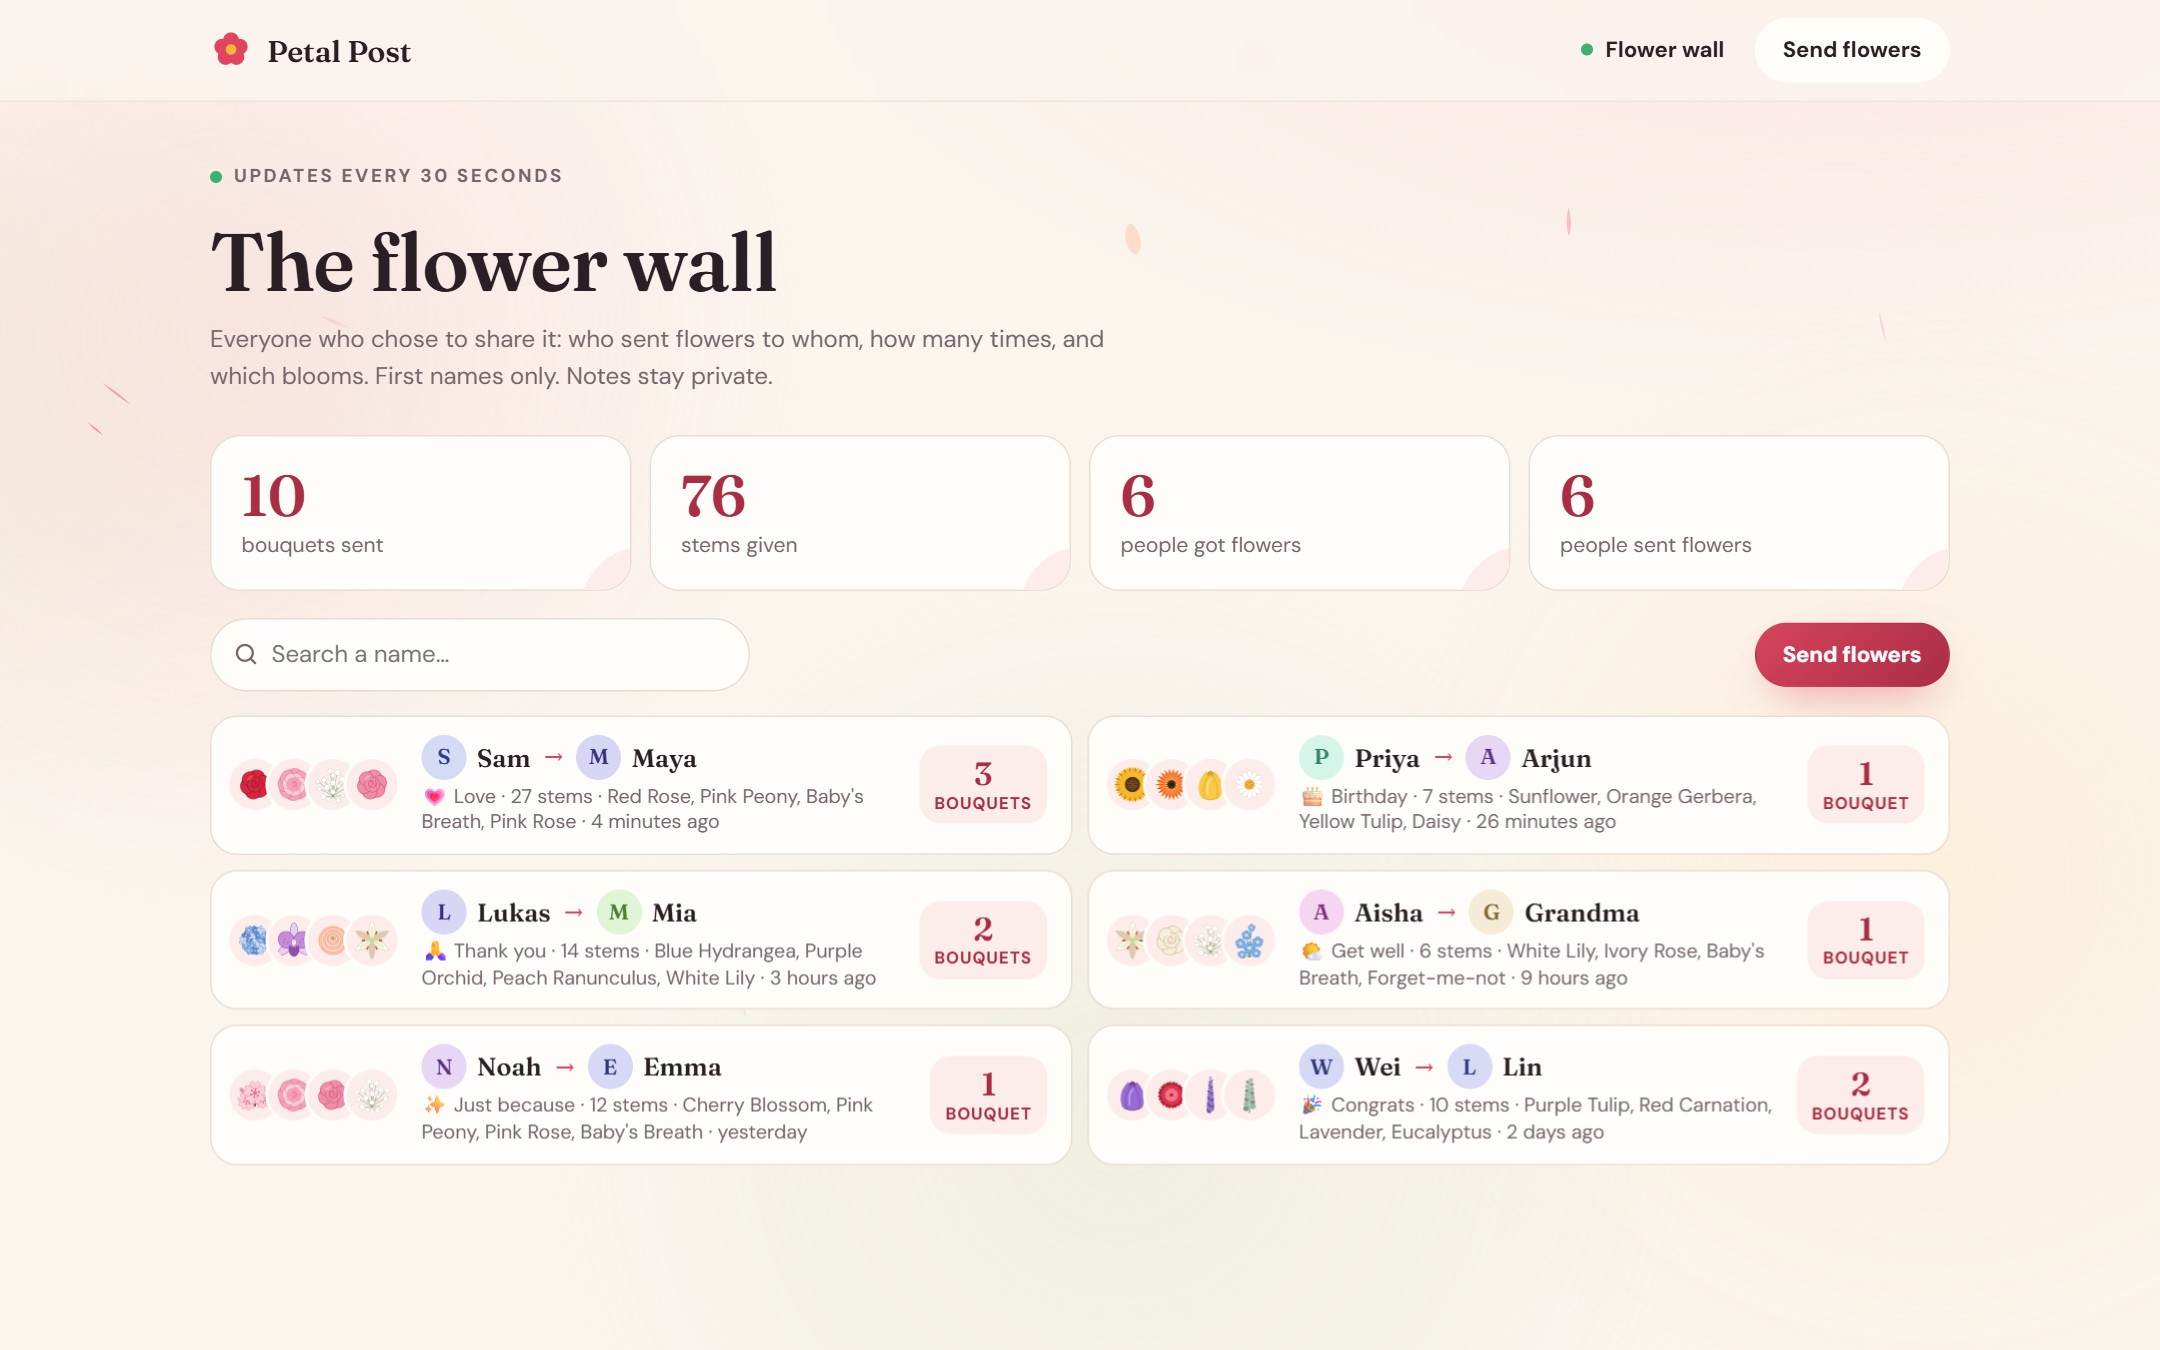 Petal Post
Flower wall
Send flowers
UPDATES EVERY 30 SECONDS
The flower wall
Everyone who chose to share it: who sent flowers to whom, how many times, and
which blooms. First names only. Notes stay private.
10
bouquets sent
76
stems given
6
people got flowers
6
people sent flowers
Search a name...
Send flowers
S Sam → M Maya
💗 Love · 27 stems · Red Rose, Pink Peony, Baby's
Breath, Pink Rose · 4 minutes ago
3
BOUQUETS
P Priya → A Arjun
🎂 Birthday · 7 stems · Sunflower, Orange Gerbera,
Yellow Tulip, Daisy · 26 minutes ago
1
BOUQUET
L Lukas → M Mia
🙏 Thank you · 14 stems · Blue Hydrangea, Purple
Orchid, Peach Ranunculus, White Lily · 3 hours ago
2
BOUQUETS
A Aisha → G Grandma
🌤️ Get well · 6 stems · White Lily, Ivory Rose, Baby's
Breath, Forget-me-not · 9 hours ago
1
BOUQUET
N Noah → E Emma
✨ Just because · 12 stems · Cherry Blossom, Pink
Peony, Pink Rose, Baby's Breath · yesterday
1
BOUQUET
W Wei → L Lin
🎉 Congrats · 10 stems · Purple Tulip, Red Carnation,
Lavender, Eucalyptus · 2 days ago
2
BOUQUETS